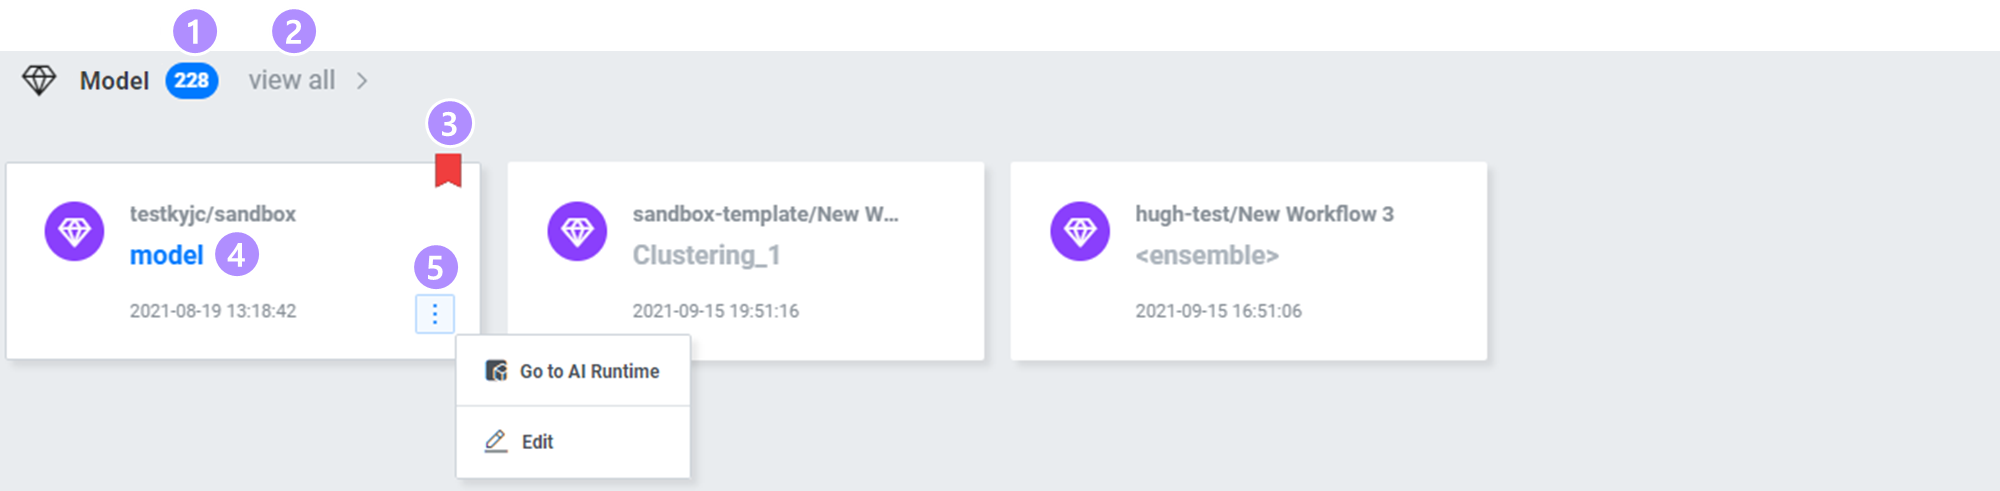 1 2
Model 228 view all >
3
testkyjc/sandbox
model 4
5
2021-08-19 13:18:42
sandbox-template/New W...
Clustering_1
2021-09-15 19:51:16
hugh-test/New Workflow 3
<ensemble>
2021-09-15 16:51:06
Go to AI Runtime
Edit